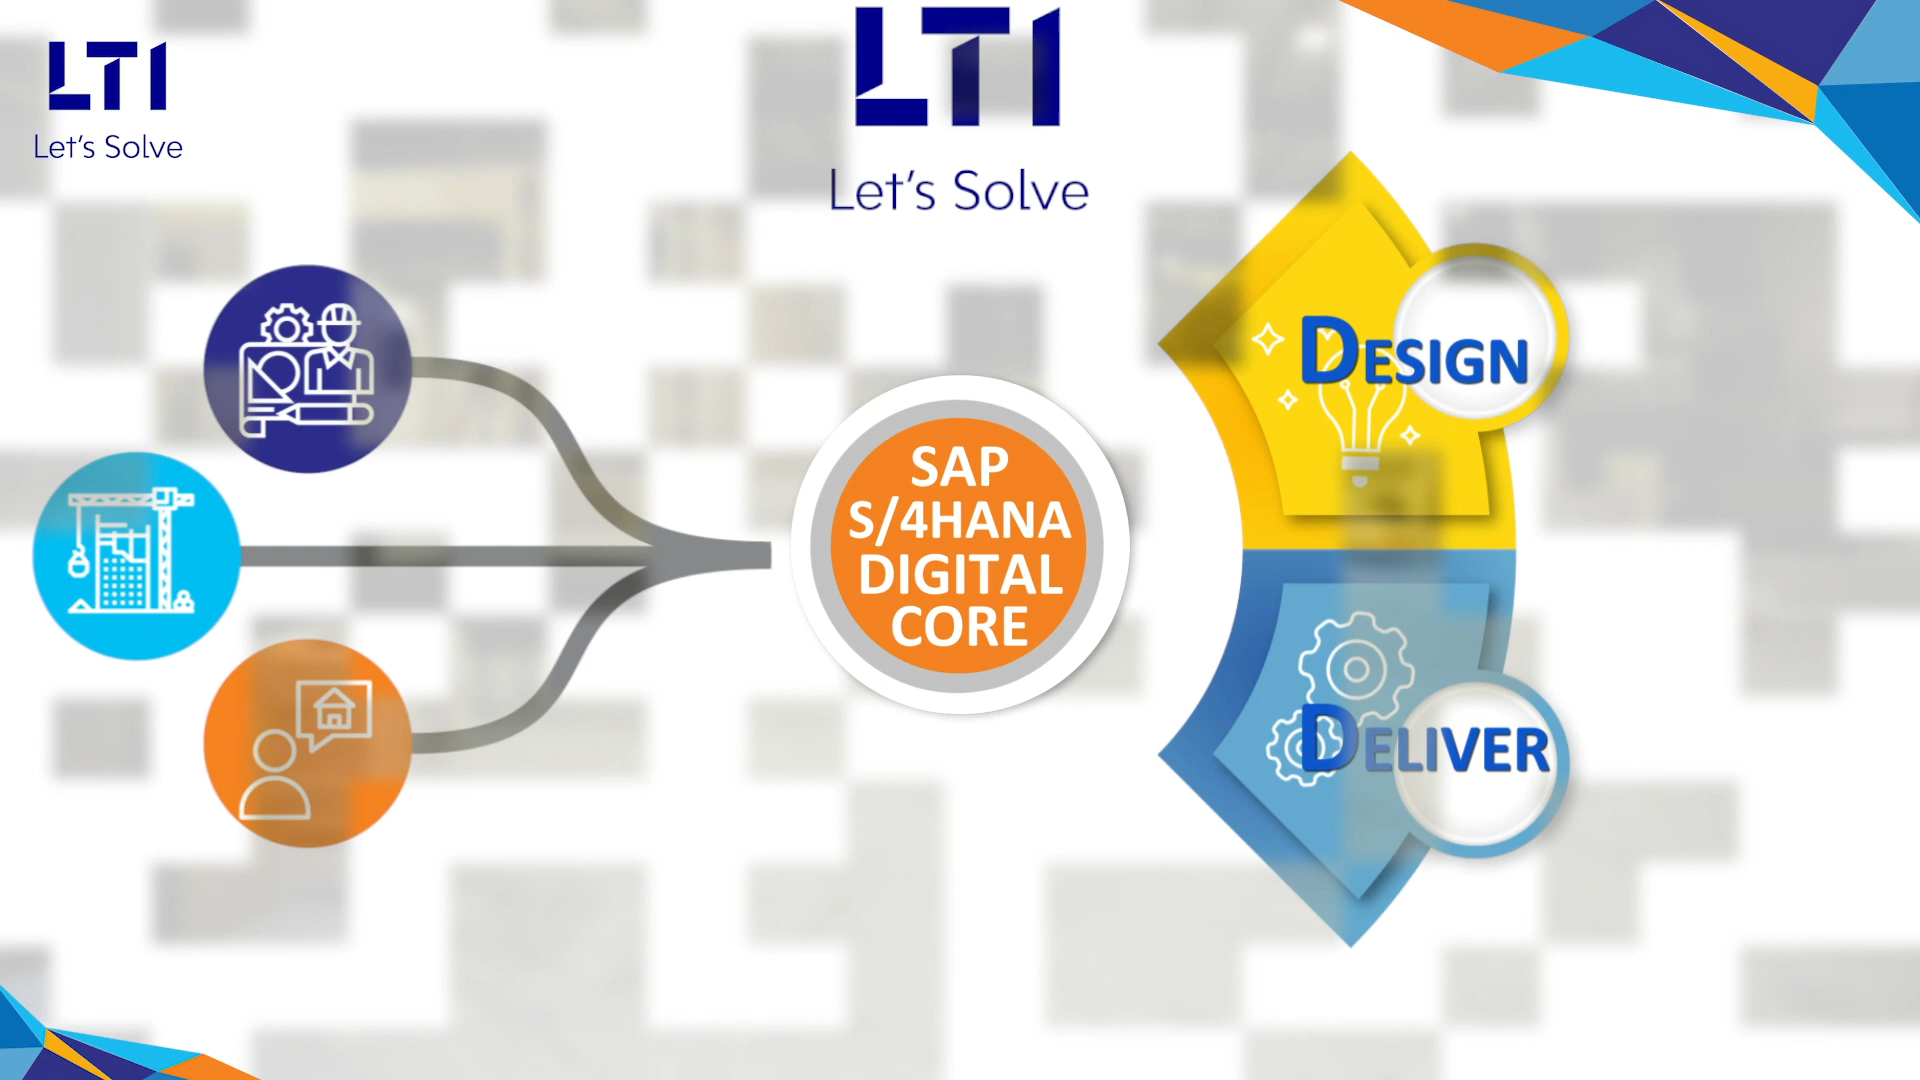 LTI
Let's Solve
LTI
Let's Solve
SAP
S/4HANA
DIGITAL
CORE
DESIGN
DELIVER